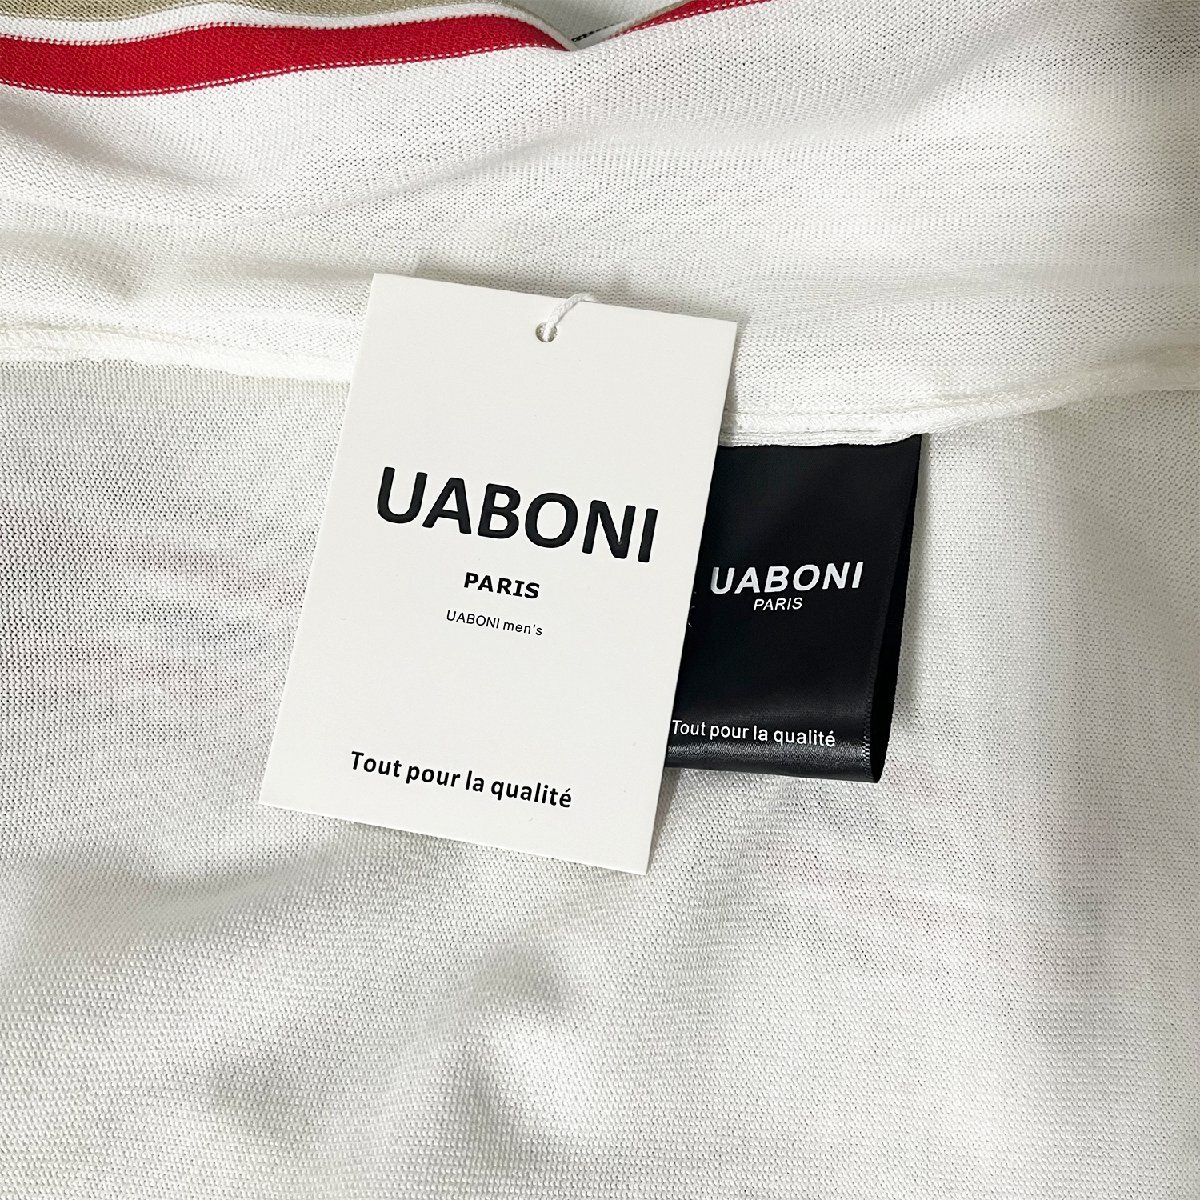 UABONI
PARIS
UABONI men's
Tout pour la qualité
UABONI
PARIS
Tout pour la qualité